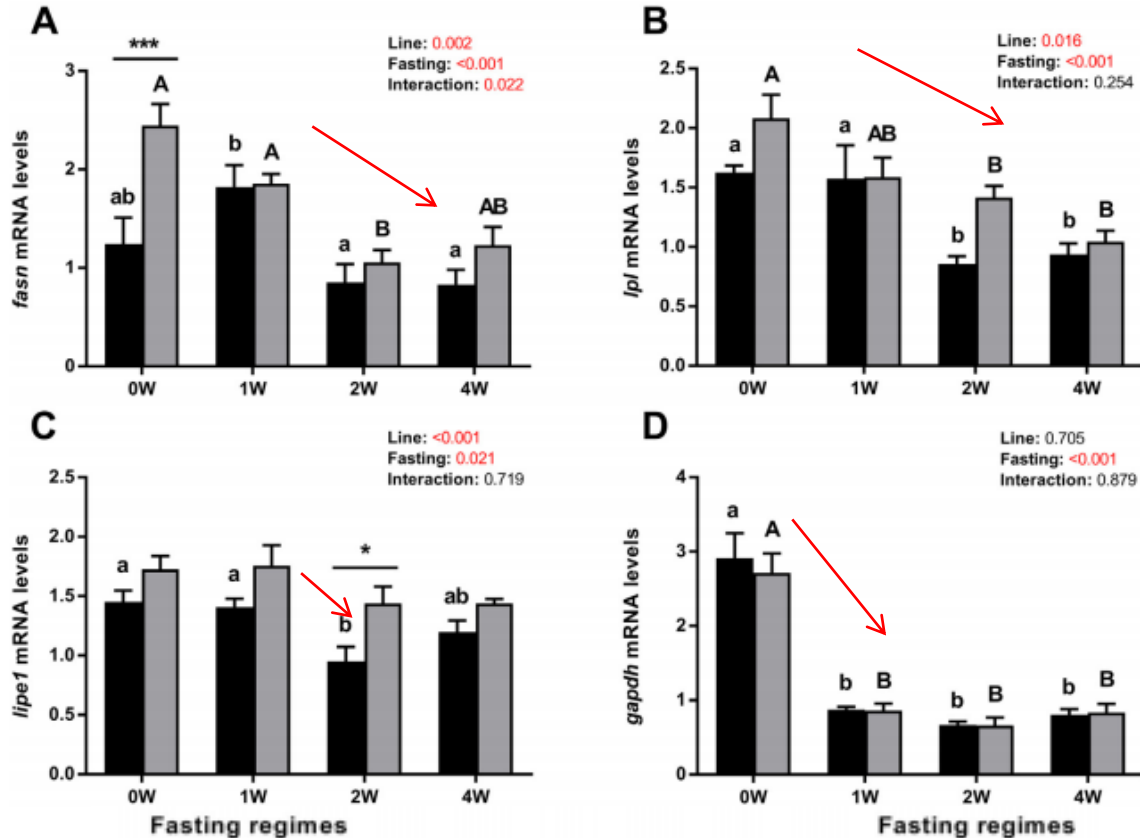 A
Line: 0.002
Fasting: <0.001
Interaction: 0.022
***
3
2
1
0
fasn mRNA levels
ab
A
b
A
a
B
a
AB
0W
1W
2W
4W
B
Line: 0.016
Fasting: <0.001
Interaction: 0.254
2.5
2.0
1.5
1.0
0.5
0.0
lpl mRNA levels
a
A
a
AB
b
B
b
B
0W
1W
2W
4W
C
Line: <0.001
Fasting: 0.021
Interaction: 0.719
2.5
2.0
1.5
1.0
0.5
0.0
lipe1 mRNA levels
a
a
*
b
ab
0W
1W
2W
4W
Fasting regimes
D
Line: 0.705
Fasting: <0.001
Interaction: 0.879
4
3
2
1
0
gapdh mRNA levels
a
A
b
B
b
B
b
B
0W
1W
2W
4W
Fasting regimes